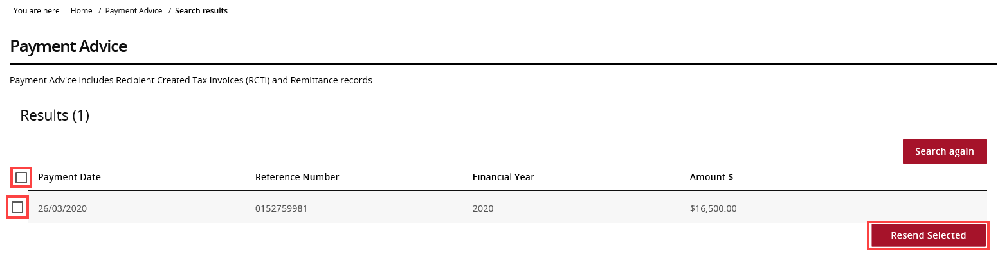 You are here: Home / Payment Advice / Search results
Payment Advice
Payment Advice includes Recipient Created Tax Invoices (RCTI) and Remittance records
Results (1)
Search again
Payment Date Reference Number Financial Year Amount $
26/03/2020 0152759981 2020 $16,500.00
Resend Selected